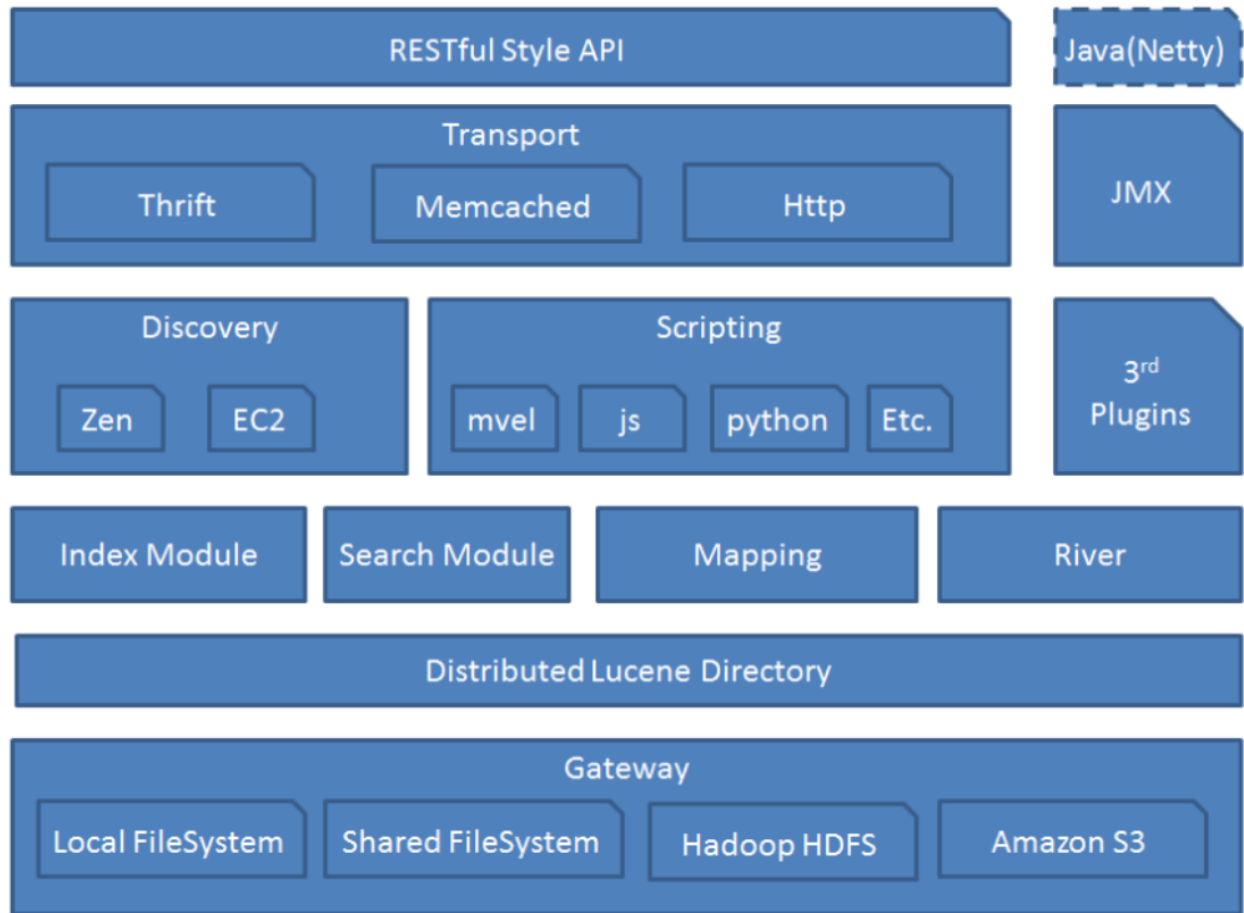 RESTful Style API
Java(Netty)
Transport
Thrift
Memcached
Http
JMX
Discovery
Zen
EC2
Scripting
mvel
js
python
Etc.
3rd
Plugins
Index Module
Search Module
Mapping
River
Distributed Lucene Directory
Gateway
Local FileSystem
Shared FileSystem
Hadoop HDFS
Amazon S3